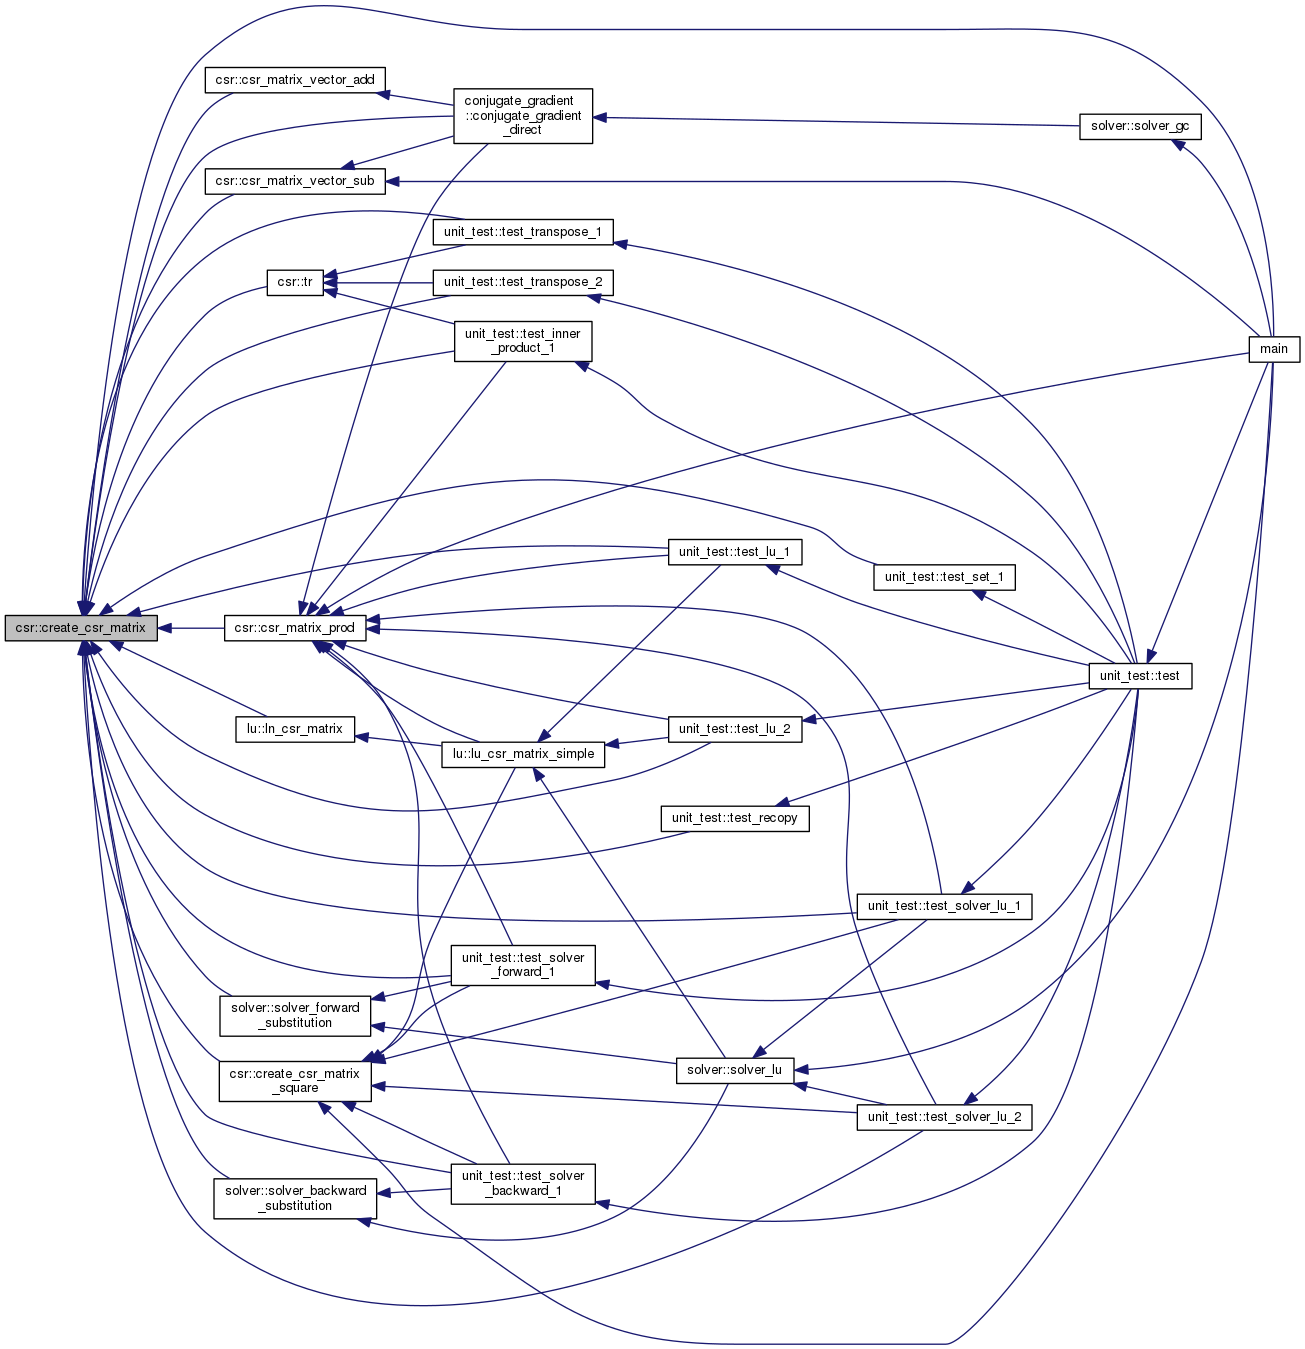 csr::csr_matrix_vector_add
conjugate_gradient
::conjugate_gradient
_direct
solver::solver_gc
csr::csr_matrix_vector_sub
unit_test::test_transpose_1
csr::tr
unit_test::test_transpose_2
unit_test::test_inner
_product_1
main
unit_test::test_lu_1
unit_test::test_set_1
csr::create_csr_matrix
csr::csr_matrix_prod
unit_test::test
lu::ln_csr_matrix
unit_test::test_lu_2
lu::lu_csr_matrix_simple
unit_test::test_recopy
unit_test::test_solver_lu_1
unit_test::test_solver
_forward_1
solver::solver_forward
_substitution
csr::create_csr_matrix
_square
solver::solver_lu
unit_test::test_solver_lu_2
unit_test::test_solver
_backward_1
solver::solver_backward
_substitution